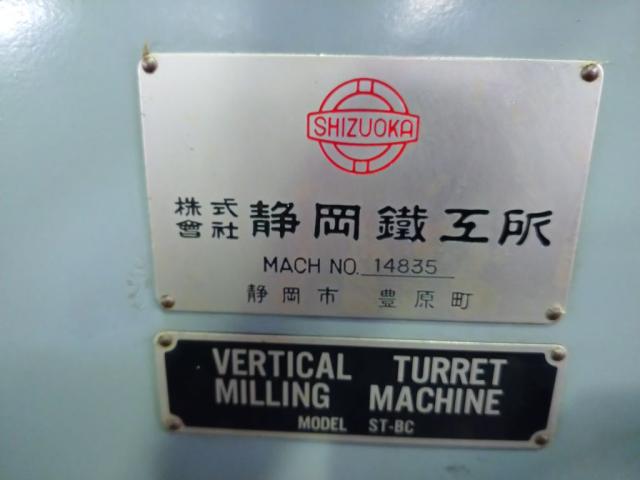 SHIZUOKA
株式會社 静岡鐵工所
MACH NO. 14835
静岡市 豊原町
VERTICAL TURRET
MILLING MACHINE
MODEL ST-BC